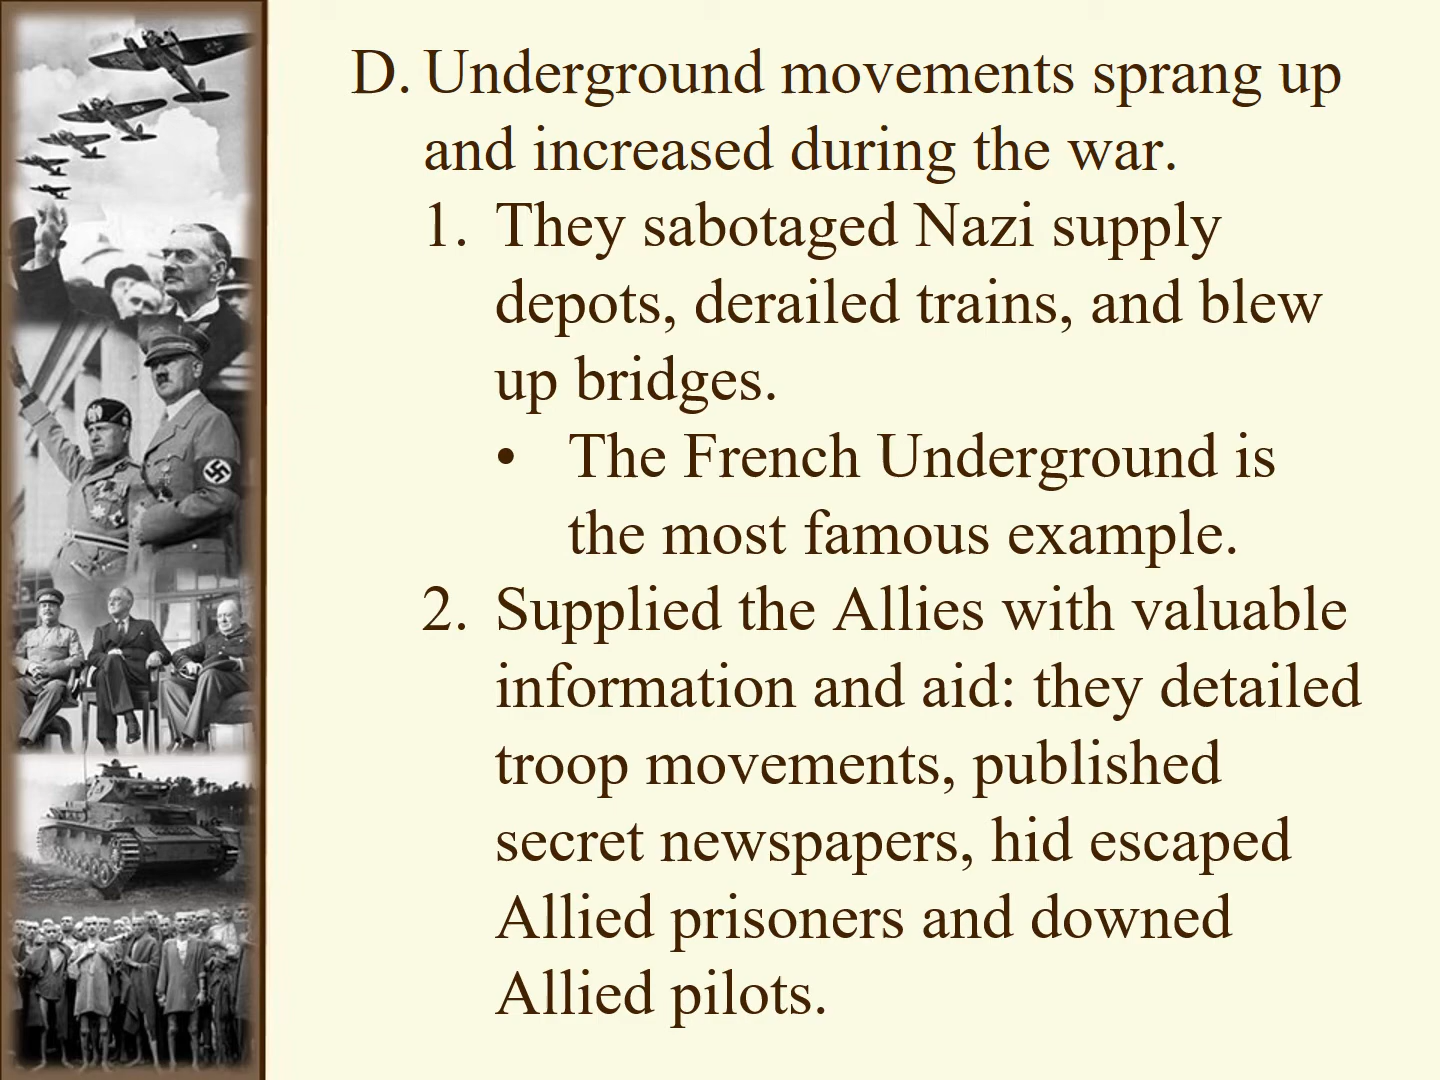 D. Underground movements sprang up
and increased during the war.
1. They sabotaged Nazi supply
depots, derailed trains, and blew
up bridges.
• The French Underground is
the most famous example.
2. Supplied the Allies with valuable
information and aid: they detailed
troop movements, published
secret newspapers, hid escaped
Allied prisoners and downed
Allied pilots.